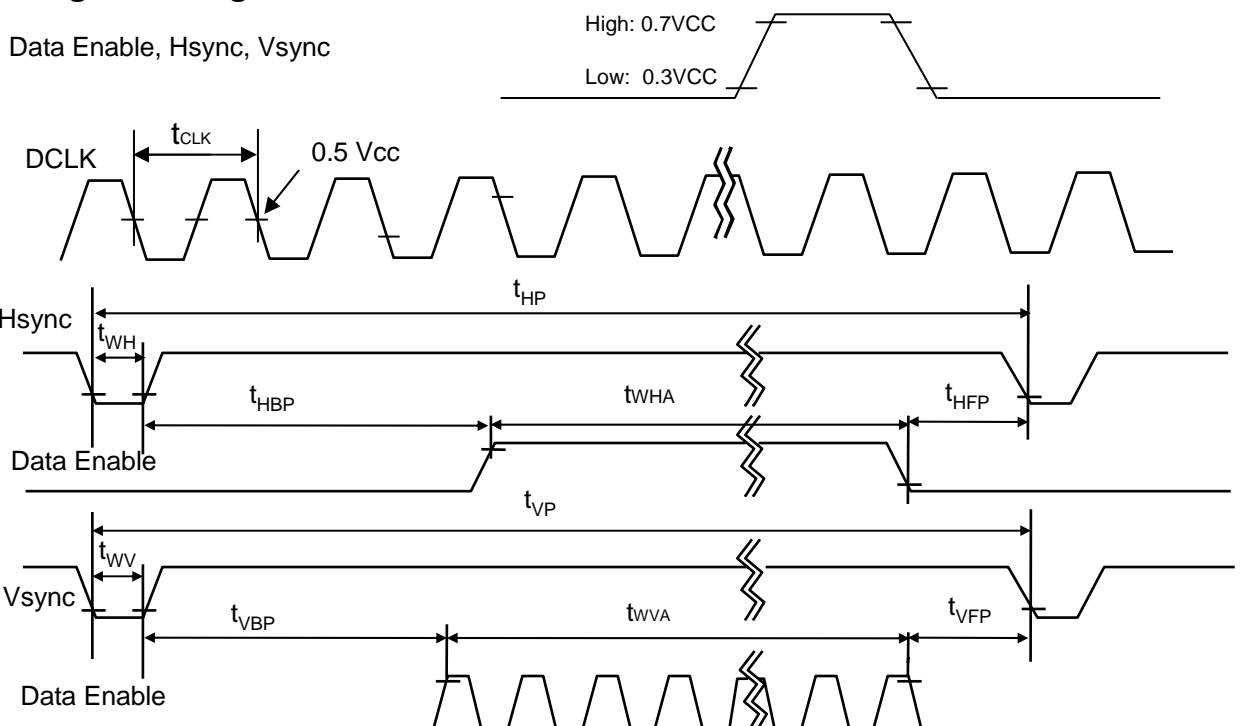 Data Enable, Hsync, Vsync
High: 0.7VCC
Low: 0.3VCC
tCLK
DCLK
0.5 Vcc
tHP
Hsync
tWH
tHBP
tWHA
tHFP
Data Enable
tVP
tWV
Vsync
tVBP
tWVA
tVFP
Data Enable